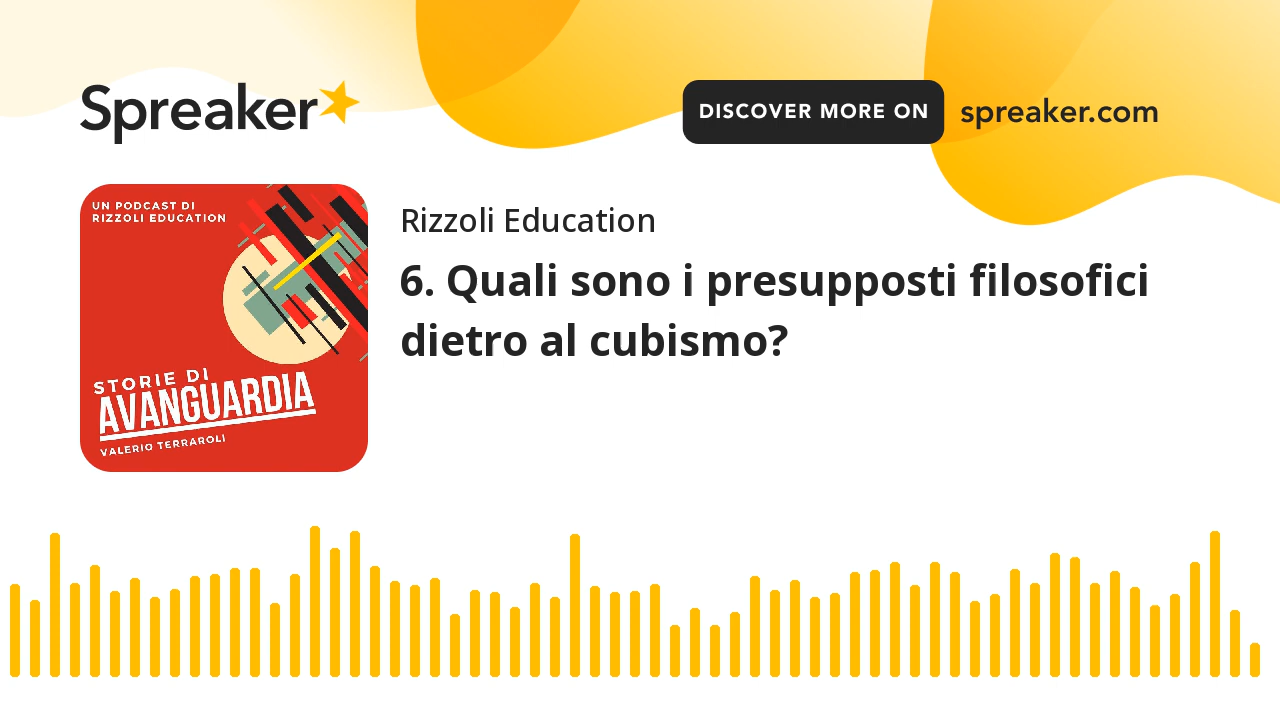 Spreaker
DISCOVER MORE ON spreaker.com
UN PODCAST DI
RIZZOLI EDUCATION
STORIE DI
AVANGUARDIA
VALERIO TERRAROLI
Rizzoli Education
6. Quali sono i presupposti filosofici
dietro al cubismo?